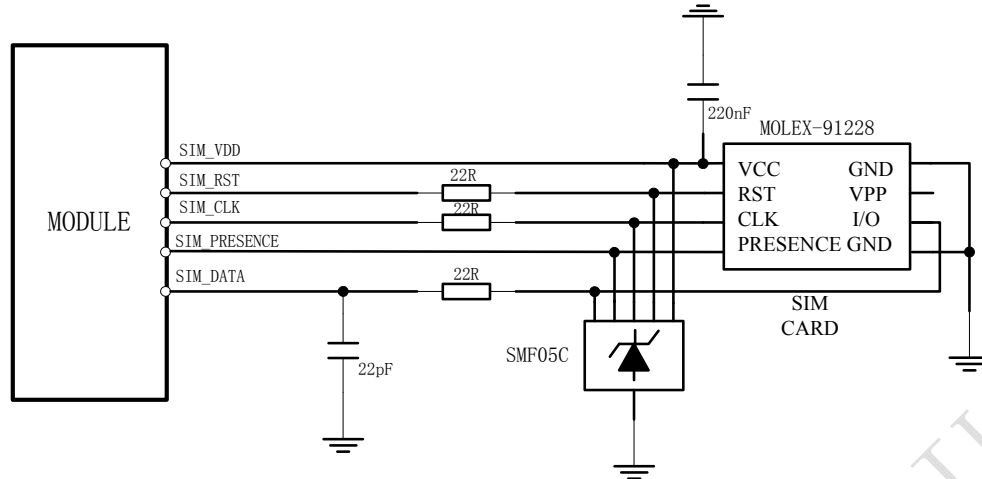 220nF
MOLEX-91228
SIM_VDD
SIM_RST
SIM_CLK
SIM_PRESENCE
SIM_DATA
MODULE
22R
22R
22R
VCC GND
RST VPP
CLK I/O
PRESENCE GND
SIM
CARD
SMF05C
22pF